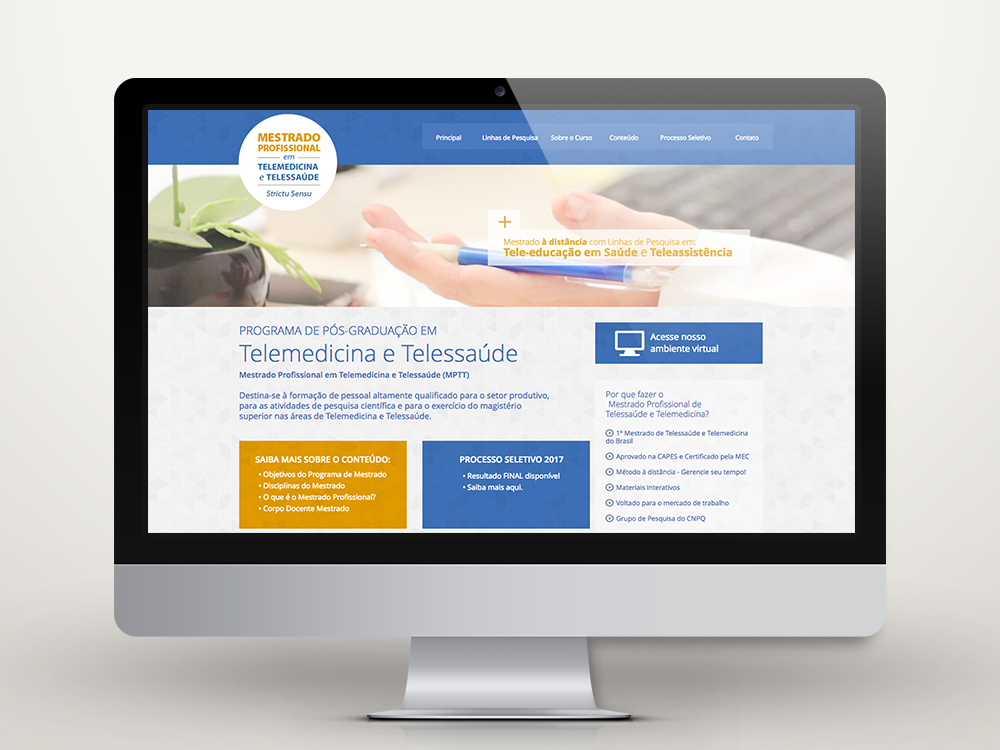 MESTRADO
PROFISSIONAL
em
TELEMEDICINA
e TELESSAÚDE
Strictu Sensu
Principal
Linhas de Pesquisa
Sobre o Curso
Conteúdo
Processo Seletivo
Contato
Mestrado à distância com Linhas de Pesquisa em:
Tele-educação em Saúde e Teleassistência
PROGRAMA DE PÓS-GRADUAÇÃO EM
Telemedicina e Telessaúde
Mestrado Profissional em Telemedicina e Telessaúde (MPTT)
Destina-se à formação de pessoal altamente qualificado para o setor produtivo,
para as atividades de pesquisa científica e para o exercício do magistério
superior nas áreas de Telemedicina e Telessaúde.
SAIBA MAIS SOBRE O CONTEÚDO:
• Objetivos do Programa de Mestrado
• Disciplinas do Mestrado
• O que é o Mestrado Profissional?
• Corpo Docente Mestrado
PROCESSO SELETIVO 2017
• Resultado FINAL disponível
• Saiba mais aqui.
Acesse nosso
ambiente virtual
Por que fazer o
Mestrado Profissional de
Telessaúde e Telemedicina?
1º Mestrado de Telessaúde e Telemedicina
do Brasil
Aprovado na CAPES e Certificado pela MEC
Método à distância - Gerencie seu tempo!
Materiais Interativos
Voltado para o mercado de trabalho
Grupo de Pesquisa do CNPQ